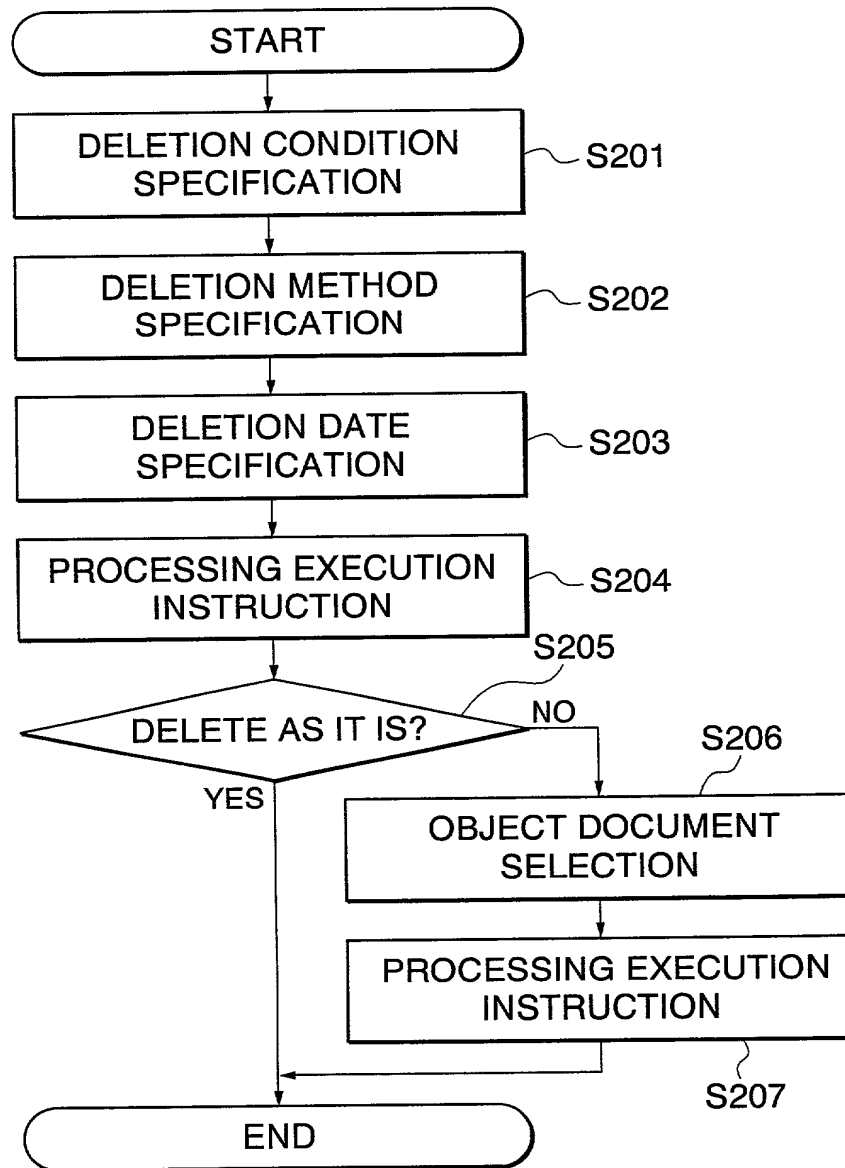 START
DELETION CONDITION
SPECIFICATION
S201
DELETION METHOD
SPECIFICATION
S202
DELETION DATE
SPECIFICATION
S203
PROCESSING EXECUTION
INSTRUCTION
S204
S205
DELETE AS IT IS?
NO
YES
S206
OBJECT DOCUMENT
SELECTION
PROCESSING EXECUTION
INSTRUCTION
S207
END